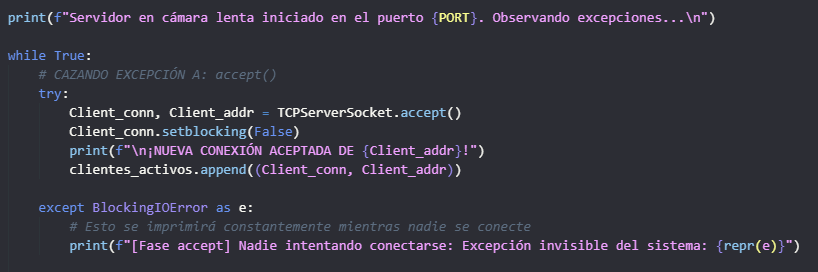 print(f"Servidor en cámara lenta iniciado en el puerto {PORT}. Observando excepciones...\n")
while True:
# CAZANDO EXCEPCIÓN A: accept()
try:
Client_conn, Client_addr = TCPServerSocket.accept()
Client_conn.setblocking(False)
print(f"\n¡NUEVA CONEXIÓN ACEPTADA DE {Client_addr}!")
clientes_activos.append((Client_conn, Client_addr))
except BlockingIOError as e:
# Esto se imprimirá constantemente mientras nadie se conecte
print(f"[Fase accept] Nadie intentando conectarse: Excepción invisible del sistema: {repr(e)}")